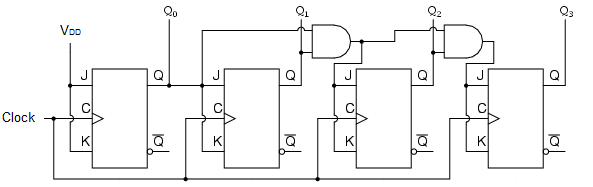 Q0 Q1 Q2 Q3
VDD
J Q J Q J Q J Q
Clock C C C C
K Q̅ K Q̅ K Q̅ K Q̅